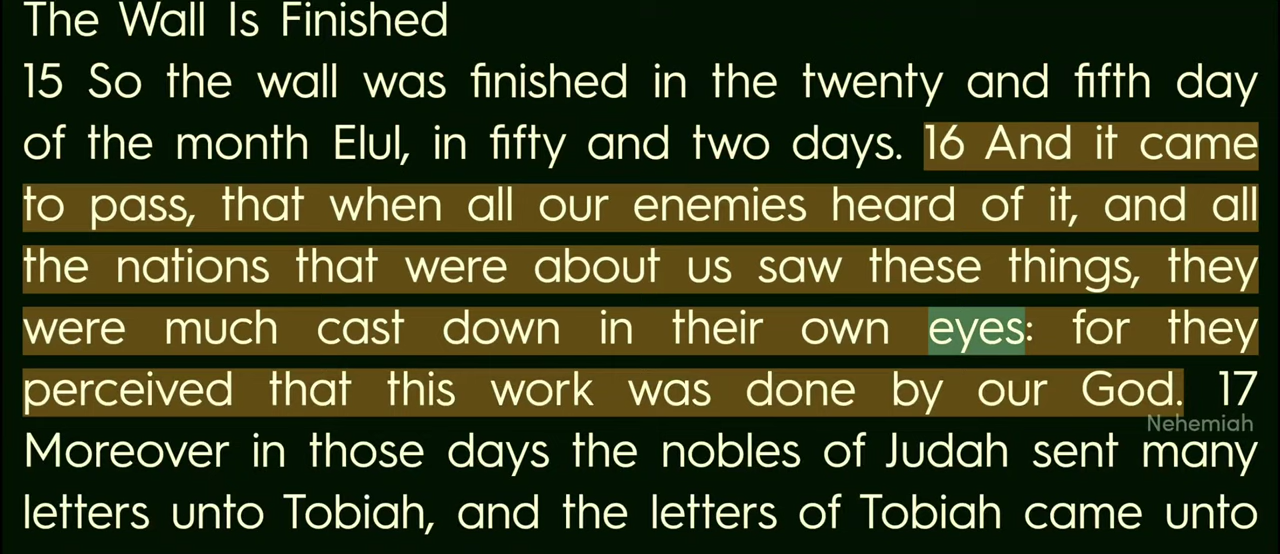 The Wall Is Finished
15 So the wall was finished in the twenty and fifth day
of the month Elul, in fifty and two days. 16 And it came
to pass, that when all our enemies heard of it, and all
the nations that were about us saw these things, they
were much cast down in their own eyes: for they
perceived that this work was done by our God. 17
Nehemiah
Moreover in those days the nobles of Judah sent many
letters unto Tobiah, and the letters of Tobiah came unto